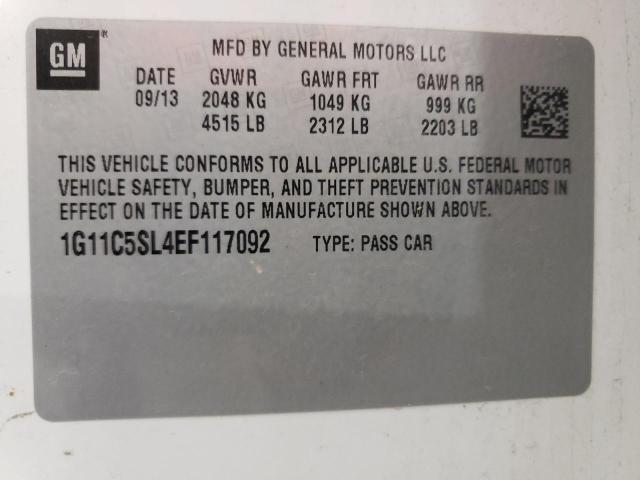 GM
MFD BY GENERAL MOTORS LLC
DATE GVWR GAWR FRT GAWR RR
09/13 2048 KG 1049 KG 999 KG
4515 LB 2312 LB 2203 LB
THIS VEHICLE CONFORMS TO ALL APPLICABLE U.S. FEDERAL MOTOR
VEHICLE SAFETY, BUMPER, AND THEFT PREVENTION STANDARDS IN
EFFECT ON THE DATE OF MANUFACTURE SHOWN ABOVE.
1G11C5SL4EF117092 TYPE: PASS CAR